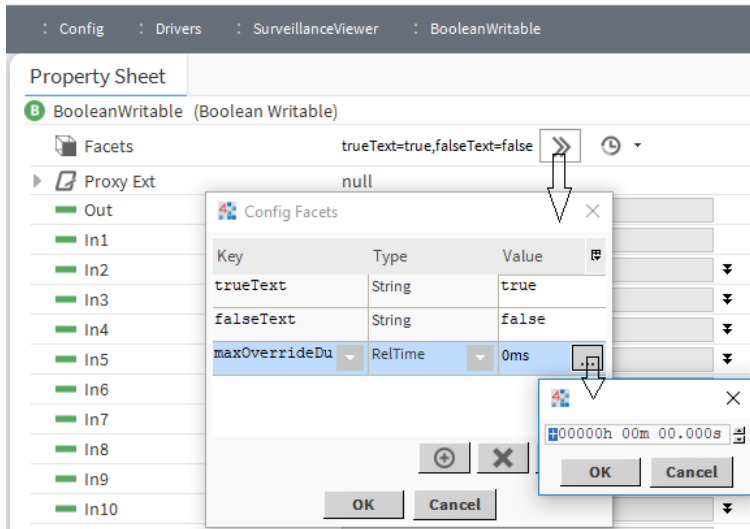 : Config : Drivers : SurveillanceViewer : BooleanWritable
Property Sheet
B BooleanWritable (Boolean Writable)
Facets trueText=true,falseText=false
Proxy Ext null
Out
In1
In2
In3
In4
In5
In6
In7
In8
In9
In10
Config Facets
Key Type Value
trueText String true
falseText String false
maxOverrideDu RelTime 0ms ...
OK Cancel
+00000h 00m 00.000s
OK Cancel